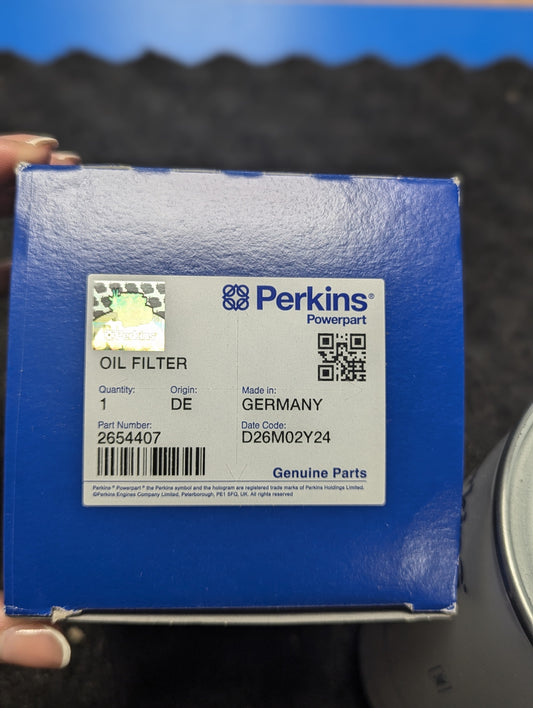 Perkins®
Powerpart
Perkins
OIL FILTER
Quantity: Origin: Made in:
1 DE GERMANY
Part Number: Date Code:
2654407 D26M02Y24
Genuine Parts
Perkins ® Powerpart ® the Perkins symbol and the hologram are registered trade marks of Perkins Holdings Limited.
©Perkins Engines Company Limited, Peterborough, PE1 5FQ, UK. All rights reserved